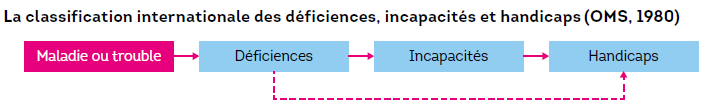 La classification internationale des déficiences, incapacités et handicaps (OMS, 1980)
Maladie ou trouble
Déficiences
Incapacités
Handicaps